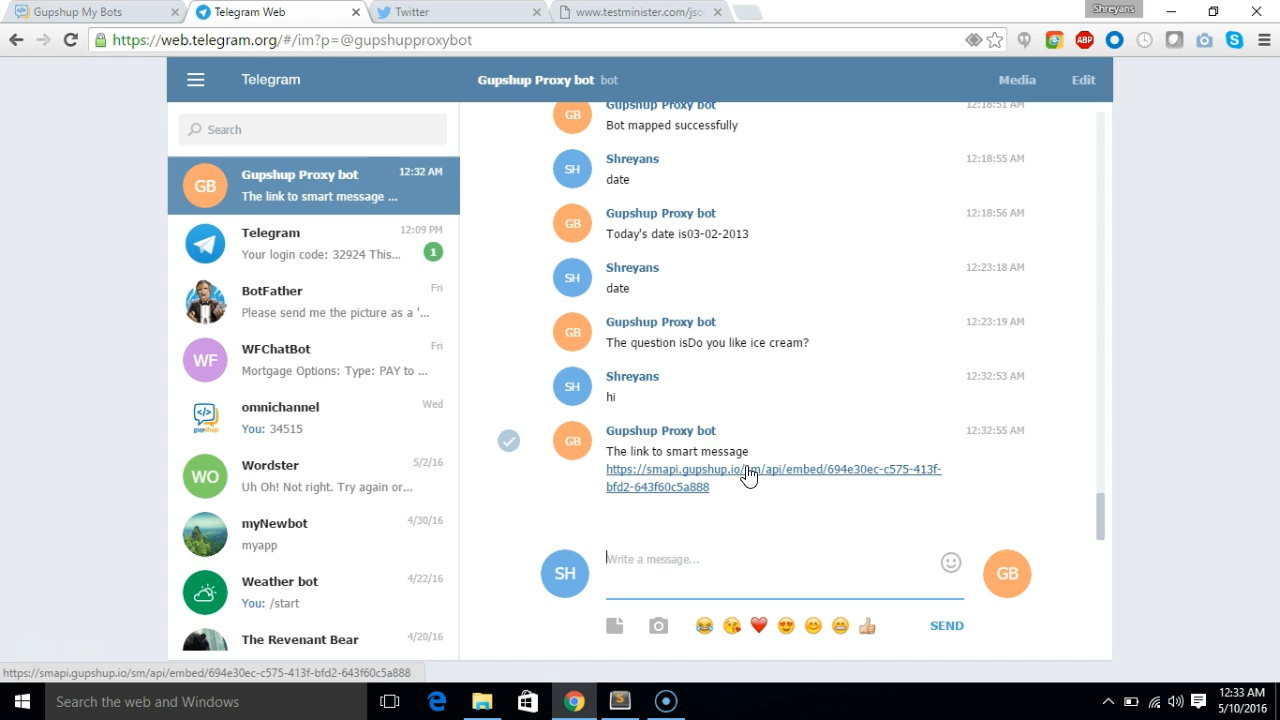 Gupshup My Bots
Telegram Web
Twitter
www.testminister.com/jso
Shreyans
https://web.telegram.org/#/im?p=@gupshupproxybot
ABP
Telegram
Gupshup Proxy bot bot
Media
Edit
Search
GB
Gupshup Proxy bot
12:32 AM
The link to smart message ...
Telegram
12:09 PM
Your login code: 32924 This...
1
BotFather
Fri
Please send me the picture as a '...
WF
WFChatBot
Fri
Mortgage Options: Type: PAY to ...
gupshup
omnichannel
Wed
You: 34515
WO
Wordster
5/2/16
Uh Oh! Not right. Try again or...
myNewbot
4/30/16
myapp
Weather bot
4/22/16
You: /start
The Revenant Bear
4/20/16
GB
Gupshup Proxy bot
12:18:51 AM
Bot mapped successfully
SH
Shreyans
12:18:55 AM
date
GB
Gupshup Proxy bot
12:18:56 AM
Today's date is03-02-2013
SH
Shreyans
12:23:18 AM
date
GB
Gupshup Proxy bot
12:23:19 AM
The question isDo you like ice cream?
SH
Shreyans
12:32:53 AM
hi
GB
Gupshup Proxy bot
12:32:55 AM
The link to smart message
https://smapi.gupshup.io/sm/api/embed/694e30ec-c575-413f-
bfd2-643f60c5a888
SH
Write a message...
GB
SEND
https://smapi.gupshup.io/sm/api/embed/694e30ec-c575-413f-bfd2-643f60c5a888
Search the web and Windows
12:33 AM
5/10/2016